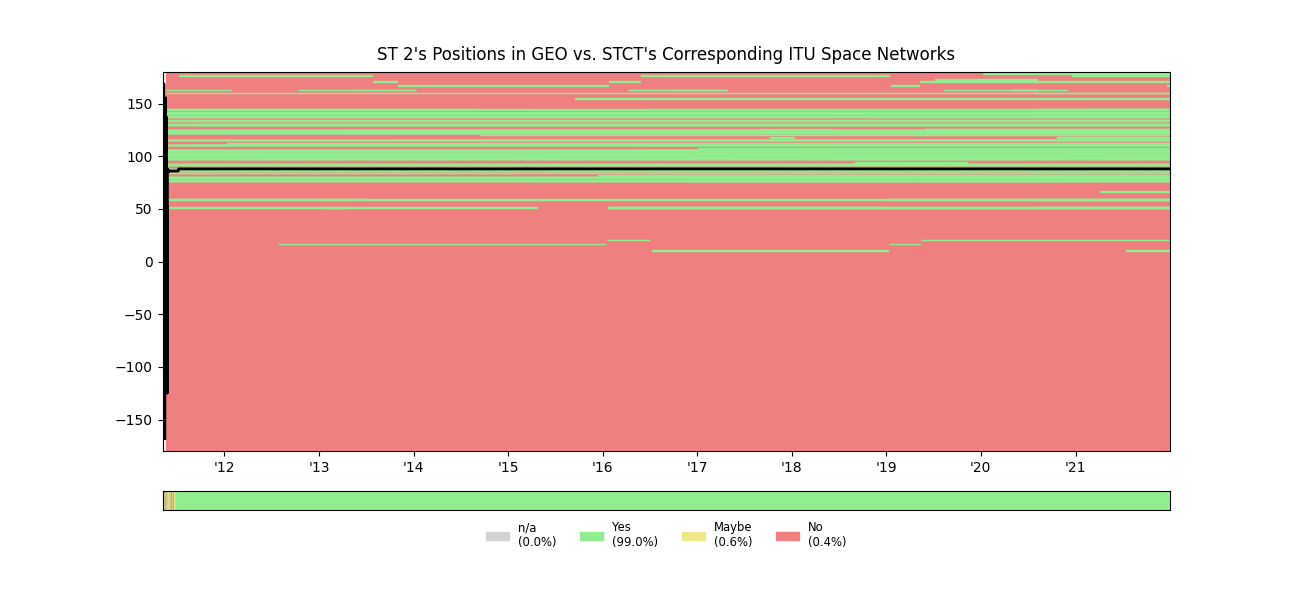 ST 2's Positions in GEO vs. STCT's Corresponding ITU Space Networks
150
100
50
0
−50
−100
−150
'12 '13 '14 '15 '16 '17 '18 '19 '20 '21
n/a Yes Maybe No
(0.0%) (99.0%) (0.6%) (0.4%)